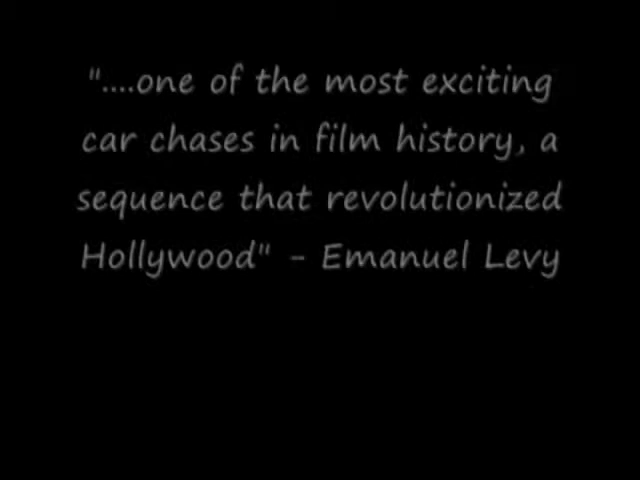 "....one of the most exciting
car chases in film history, a
sequence that revolutionized
Hollywood" - Emanuel Levy